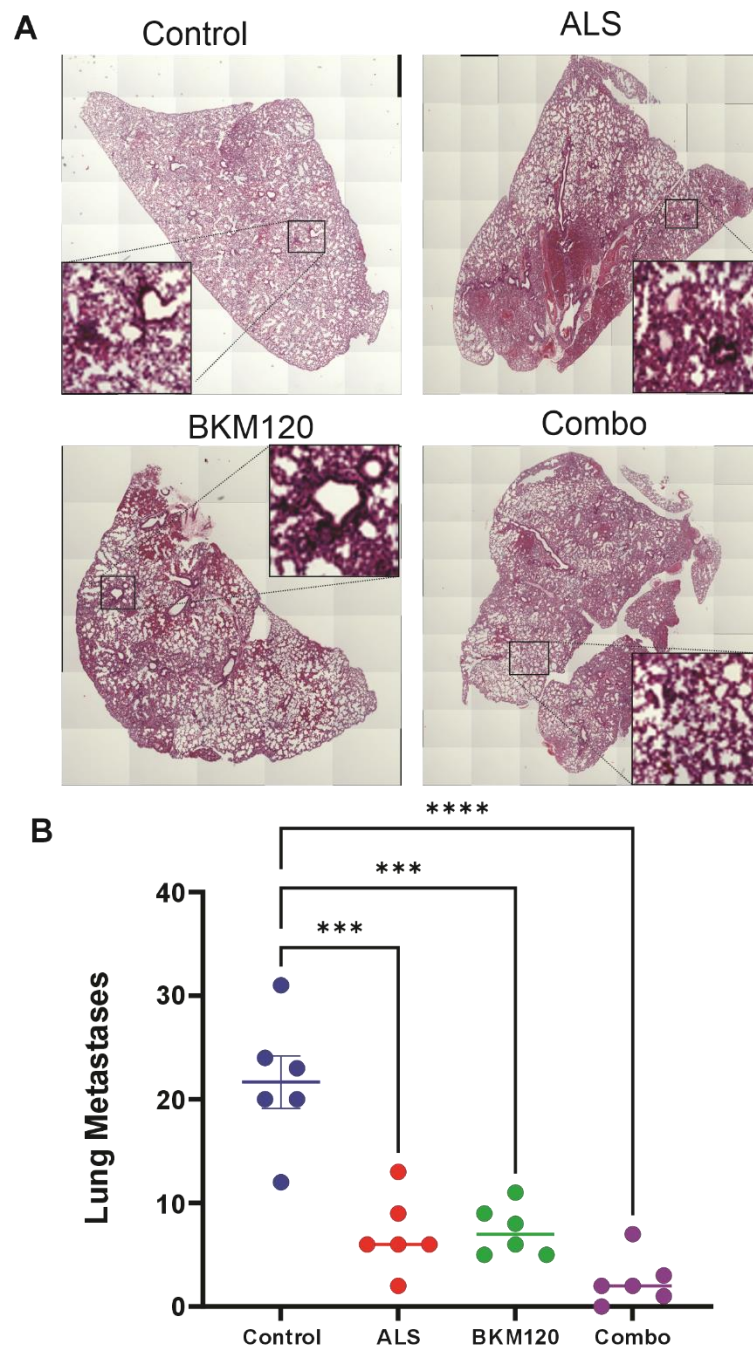 A
Control
ALS
BKM120
Combo
B
****
***
***
40
30
20
10
0
Lung Metastases
Control ALS BKM120 Combo